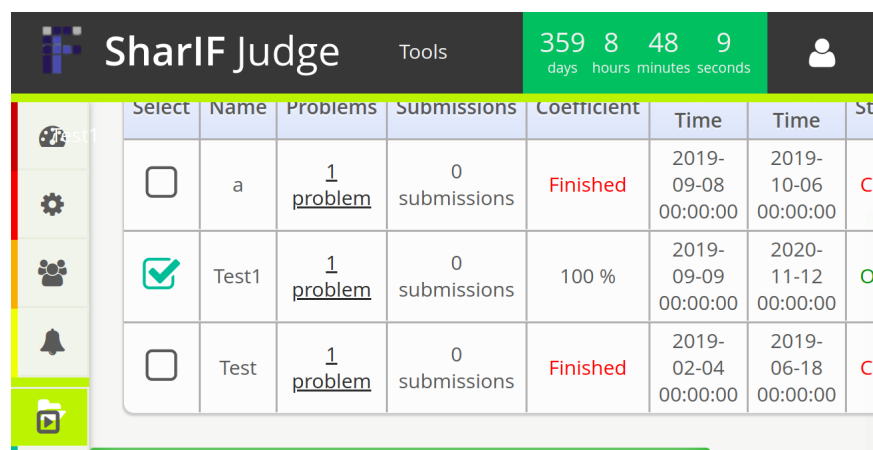 SharIF Judge Tools 359 8 48 9
days hours minutes seconds
Test1
Select Name Problems Submissions Coefficient Time Time
a 1 problem 0 submissions Finished 2019-09-08 00:00:00 2019-10-06 00:00:00
Test1 1 problem 0 submissions 100 % 2019-09-09 00:00:00 2020-11-12 00:00:00
Test 1 problem 0 submissions Finished 2019-02-04 00:00:00 2019-06-18 00:00:00